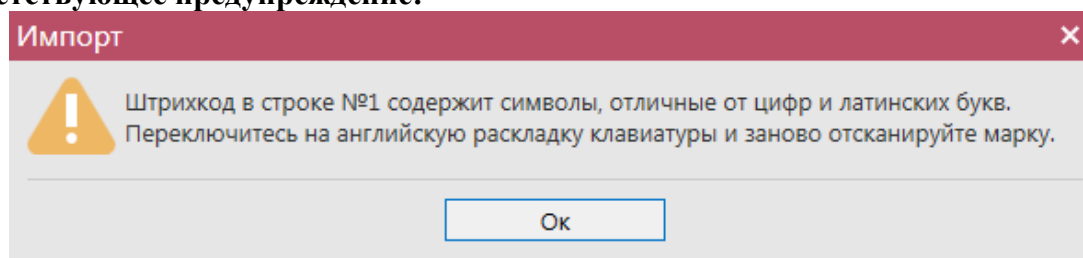 предупреждение.
Импорт
Штрихкод в строке №1 содержит символы, отличные от цифр и латинских букв.
Переключитесь на английскую раскладку клавиатуры и заново отсканируйте марку.
Ок